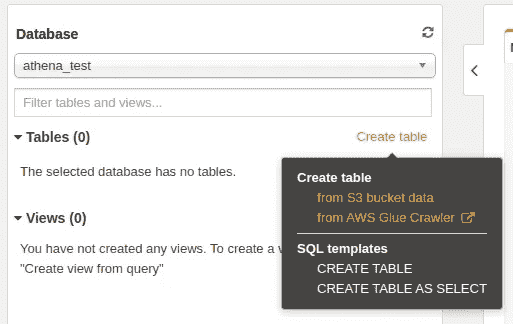 Database
athena_test
Filter tables and views...
Tables (0)
Create table
The selected database has no tables.
Create table
from S3 bucket data
from AWS Glue Crawler
Views (0)
You have not created any views. To create a v
"Create view from query"
SQL templates
CREATE TABLE
CREATE TABLE AS SELECT